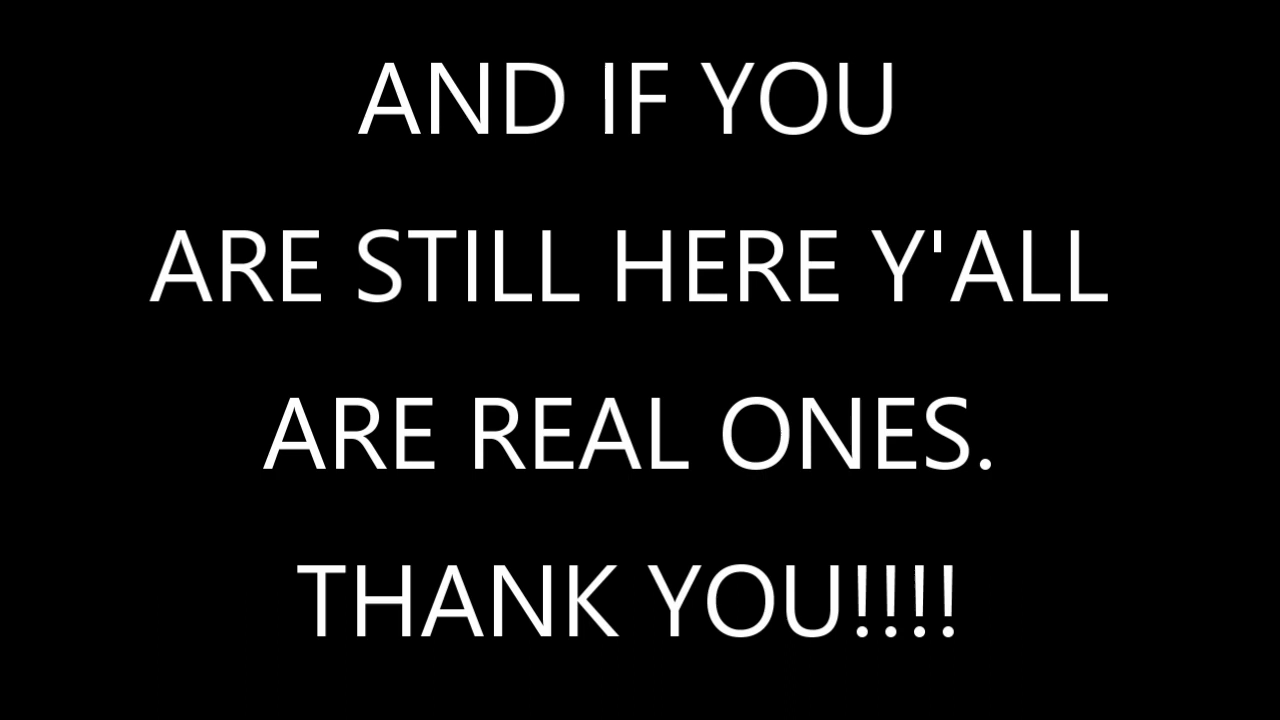 AND IF YOU
ARE STILL HERE Y'ALL
ARE REAL ONES.
THANK YOU!!!!